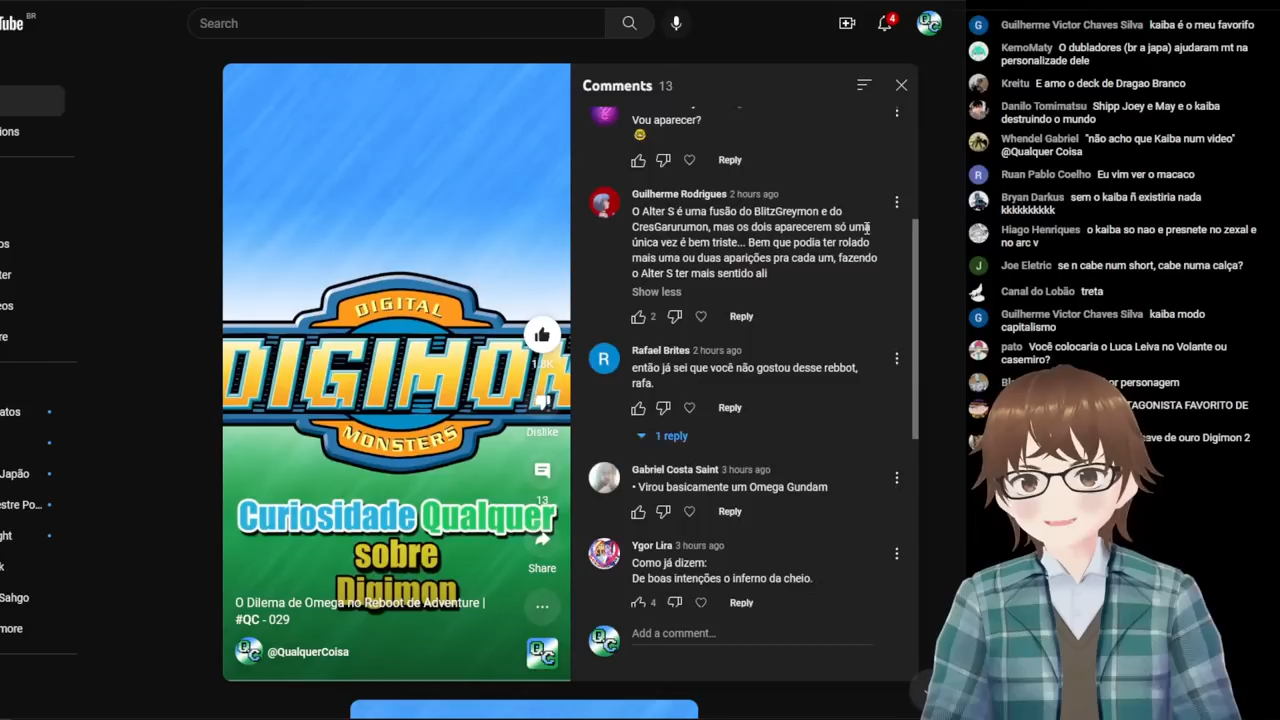 Tube BR
Search
4
ions
os
ter
eos
re
atos
Japão
estre Po...
ght
k
Sahgo
more
DIGITAL
DIGIMON
MONSTERS
Curiosidade Qualquer
sobre
Digimon
O Dilema de Omega no Reboot de Adventure |
#QC - 029
@QualquerCoisa
Dislike
13
Share
Comments 13
Vou aparecer?
Reply
Guilherme Rodrigues 2 hours ago
O Alter S é uma fusão do BlitzGreymon e do
CresGarurumon, mas os dois aparecerem só uma
única vez é bem triste... Bem que podia ter rolado
mais uma ou duas aparições pra cada um, fazendo
o Alter S ter mais sentido ali
Show less
2 Reply
Rafael Brites 2 hours ago
então já sei que você não gostou desse rebbot,
rafa.
Reply
1 reply
Gabriel Costa Saint 3 hours ago
• Virou basicamente um Omega Gundam
Reply
Ygor Lira 3 hours ago
Como já dizem:
De boas intenções o inferno da cheio.
4 Reply
Add a comment...
Guilherme Victor Chaves Silva kaiba é o meu favorifo
KemoMaty O dubladores (br a japa) ajudaram mt na
personalizade dele
Kreitu E amo o deck de Dragao Branco
Danilo Tomimatsu Shipp Joey e May e o kaiba
destruindo o mundo
Whendel Gabriel "não acho que Kaiba num video"
@Qualquer Coisa
Ruan Pablo Coelho Eu vim ver o macaco
Bryan Darkus sem o kaiba ñ existiria nada
kkkkkkkkkk
Hiago Henriques o kaiba so nao e presnete no zexal e
no arc v
Joe Eletric se n cabe num short, cabe numa calça?
Canal do Lobão treta
Guilherme Victor Chaves Silva kaiba modo
capitalismo
pato Você colocaria o Luca Leiva no Volante ou
casemiro?
personagem
FAVORITO DE
ave de ouro Digimon 2